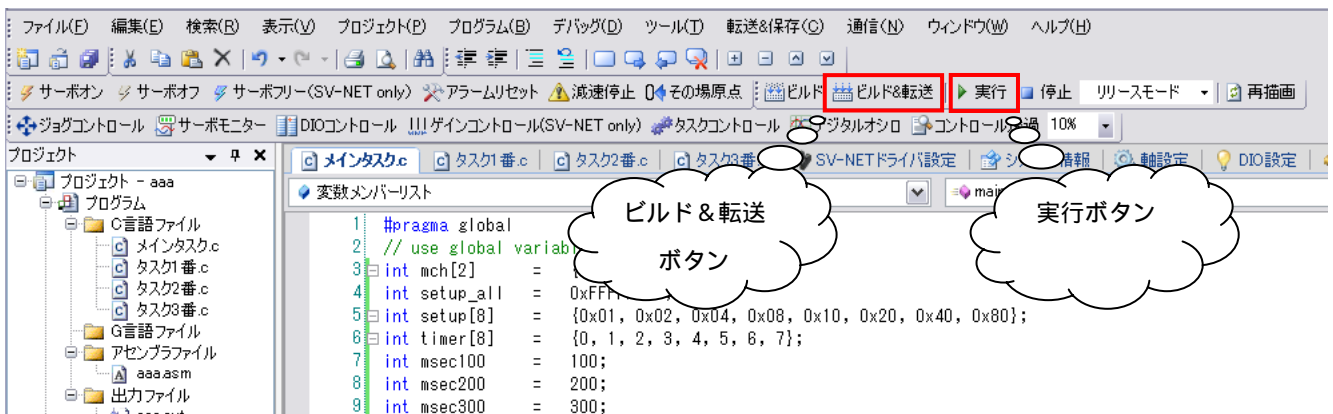 ファイル(F) 編集(E) 検索(R) 表示(V) プロジェクト(P) プログラム(B) デバッグ(D) ツール(T) 転送&保存(C) 通信(N) ウィンドウ(W) ヘルプ(H)
サーボオン サーボオフ サーボフリー(SV-NET only) アラームリセット 減速停止 その場原点 ビルド ビルド&転送 実行 停止 リリースモード 再描画
ジョグコントロール サーボモニター DIOコントロール ゲインコントロール(SV-NET only) タスクコントロール デジタルオシロ コントロール 過 10%
プロジェクト
メインタスク.c タスク1番.c タスク2番.c タスク3番 SV-NETドライバ設定 情報 軸設定 DIO設定
プロジェクト - aaa
プログラム
C言語ファイル
メインタスク.c
タスク1番.c
タスク2番.c
タスク3番.c
G言語ファイル
アセンブラファイル
aaa.asm
出力ファイル
変数メンバーリスト
1 #pragma global
2 // use global
3 int mch[2] = {
4 int setup_all =
5 int setup[8] = {0x01, 0x02, 0x04, 0x08, 0x10, 0x20, 0x40, 0x80};
6 int timer[8] = {0, 1, 2, 3, 4, 5, 6, 7};
7 int msec100 = 100;
8 int msec200 = 200;
9 int msec300 = 300;
ビルド&転送
ボタン
実行ボタン